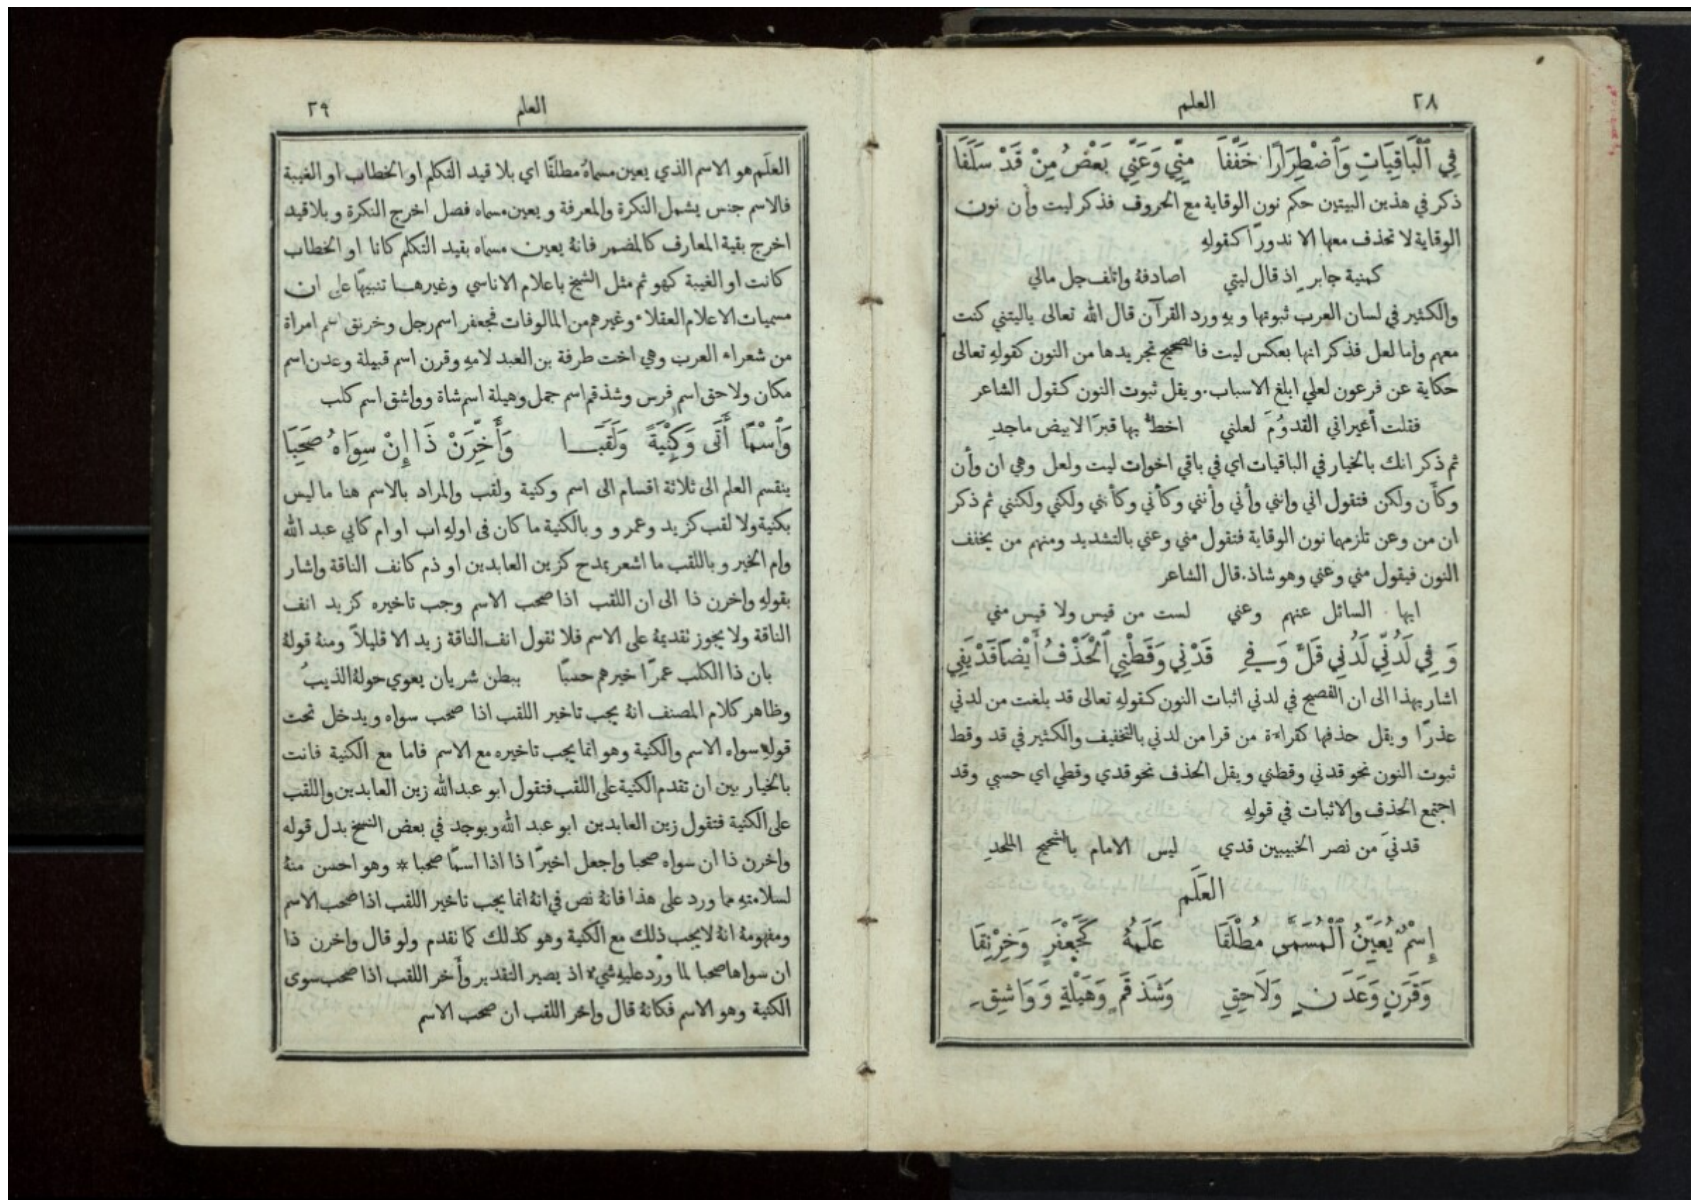 ٢٨
العلم
فِي ٱلْبَاقِيَاتِ وَٱضْطِرَارًا خَفَّفَا مِنِّي وَعَنِّي بَعْضُ مِنْ قَدْ سَلَفَا
ذكر في هذين البيتين حكم نون الوقاية مع الحروف فذكر ليت وأن نون
الوقاية لا تحذف معها الا ندورًا كقولهِ
كمنية جابرٍ اذ قال ليتي اصادفهُ واتلف جل مالي
والكثير في لسان العرب ثبوتها وبهِ ورد القرآن قال الله تعالى ياليتني كنت
معهم وأما لعل فذكر انها بعكس ليت فالصحيح تجريدها من النون كقولهِ تعالى
حكاية عن فرعون لعلي ابلغ الاسباب. ويقل ثبوت النون كقول الشاعر
فقلت أعيراني القدوُمَ لعلني اخطُّ بها قبرًا لابيض ماجدِ
ثم ذكر انك بالخيار في الباقيات اي في باقي اخوات ليت ولعل وهي ان وأن
وكأن ولكن فتقول اني وانني وأني وأنني وكأني وكأنني ولكني ولكنني ثم ذكر
ان من وعن تلزمهما نون الوقاية فتقول مني وعني بالتشديد ومنهم من يخفف
النون فيقول مني وعني وهو شاذ. قال الشاعر
ايها السائل عنهم وعني لست من قيس ولا قيس مني
وَفِي لَدُنِّي لَدُنِي قَلَّ وَفِي قَدْنِي وَقَطْنِي ٱلْحَذْفُ أَيْضًا قَدْ يَفِي
اشار بهذا الى ان الفصيح في لدني اثبات النون كقولهِ تعالى قد بلغت من لدني
عذرًا ويقل حذفها كقراءة من قرا من لدني بالتخفيف والكثير في قد وقط
ثبوت النون نحو قدني وقطني ويقل الحذف نحو قدي وقطي اي حسبي وقد
اجتمع الحذف والاثبات في قولهِ
قدنيَ من نصر الخبيبين قدي ليس الامام بالشحيح الملحدِ
العَلَم
إِسْمٌ يُعَيِّنُ ٱلْمُسَمَّى مُطْلَقَا عَلَمُهُ كَجَعْفَرٍ وَخِرْنِقَا
وَقَرَنٍ وَعَدَنٍ وَلَاحِقِ وَشَذْقَمٍ وَهَيْلَةٍ وَوَاشِقِ
٢٩
العلم
العلَم هو الاسم الذي يعين مسماهُ مطلقًا اي بلا قيد التكلم او الخطاب او الغيبة
فالاسم جنس يشمل النكرة والمعرفة ويعين مسماه فصل اخرج النكرة وبلا قيد
اخرج بقية المعارف كالمضمر فانهُ يعين مسماه بقيد التكلم كانا او الخطاب
كانت او الغيبة كهو ثم مثل الشيخ باعلام الاناسي وغيرها تنبيهًا على ان
مسميات الاعلام العقلاء وغيرهم من المالوفات فجعفر اسم رجل وخرنق اسم امراة
من شعراء العرب وهي اخت طرفة بن العبد لامهِ وقرن اسم قبيلة وعدن اسم
مكان ولاحق اسم فرس وشذقم اسم جمل وهيلة اسم شاة وواشق اسم كلب
وَٱسْمًا أَتَى وَكِنْيَةً وَلَقَبَـا وَأَخِّرَنْ ذَا إِنْ سِوَاهُ صَحِبَا
ينقسم العلم الى ثلاثة اقسام الى اسم وكنية ولقب والمراد بالاسم هنا ما ليس
بكنية ولا لقب كزيد وعمرو وبالكنية ما كان في اولهِ اب او ام كابي عبد الله
وام الخير وباللقب ما اشعر بمدح كزين العابدين او ذم كانف الناقة واشار
بقولهِ واخرن ذا الى ان اللقب اذا صحب الاسم وجب تاخيره كزيد انف
الناقة ولا يجوز تقديمهُ على الاسم فلا تقول انف الناقة زيد الا قليلاً ومنهُ قولهُ
بان ذا الكلب عمرًا خيرهم حسبًا ببطن شريان يعوي حولهُ الذيبُ
وظاهر كلام المصنف انهُ يجب تاخير اللقب اذا صحب سواه ويدخل تحت
قولهِ سواه الاسم والكنية وهو انما يجب تاخيره مع الاسم فاما مع الكنية فانت
بالخيار بين ان تقدم الكنية على اللقب فتقول ابو عبد الله زين العابدين واللقب
على الكنية فتقول زين العابدين ابو عبد الله ويوجد في بعض النسخ بدل قوله
واخرن ذا ان سواه صحبا واجعل اخيرًا ذا اذا اسمًا صحبا * وهو احسن منهُ
لسلامتهِ مما ورد على هذا فانهُ نص في انهُ انما يجب تاخير اللقب اذا صحب الاسم
ومفهومهُ انهُ لا يجب ذلك مع الكنية وهو كذلك كما تقدم ولو قال واخرن ذا
ان سواها صحبا لما ورد عليهِ شيء اذ يصير التقدير وأخر اللقب اذا صحب سوى
الكنية وهو الاسم فكانهُ قال واخر اللقب ان صحب الاسم